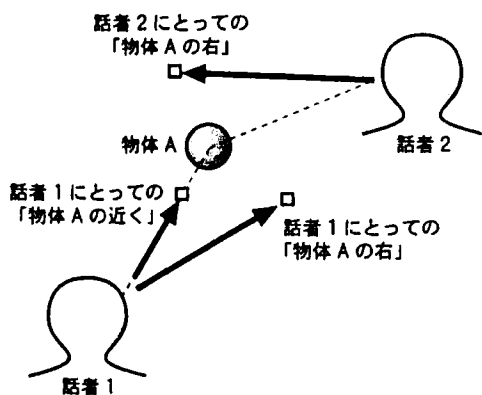 話者2にとっての
「物体Aの右」
物体A
話者2
話者1にとっての
「物体Aの近く」
話者1にとっての
「物体Aの右」
話者1